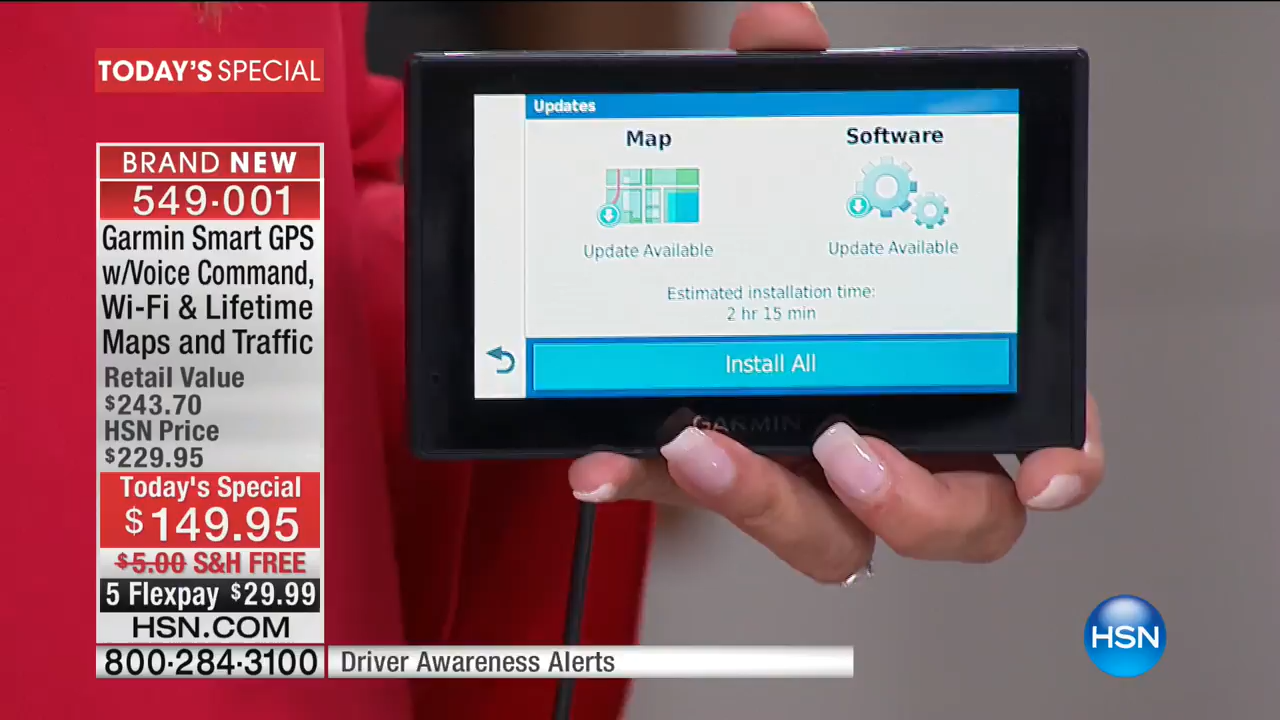 TODAY'S SPECIAL
BRAND NEW
549·001
Garmin Smart GPS
w/Voice Command,
Wi-Fi & Lifetime
Maps and Traffic
Retail Value
$243.70
HSN Price
$229.95
Today's Special
$149.95
$5.00 S&H FREE
5 Flexpay $29.99
HSN.COM
800·284·3100
Driver Awareness Alerts
Updates
Map
Software
Update Available
Update Available
Estimated installation time:
2 hr 15 min
Install All
GARMIN
HSN